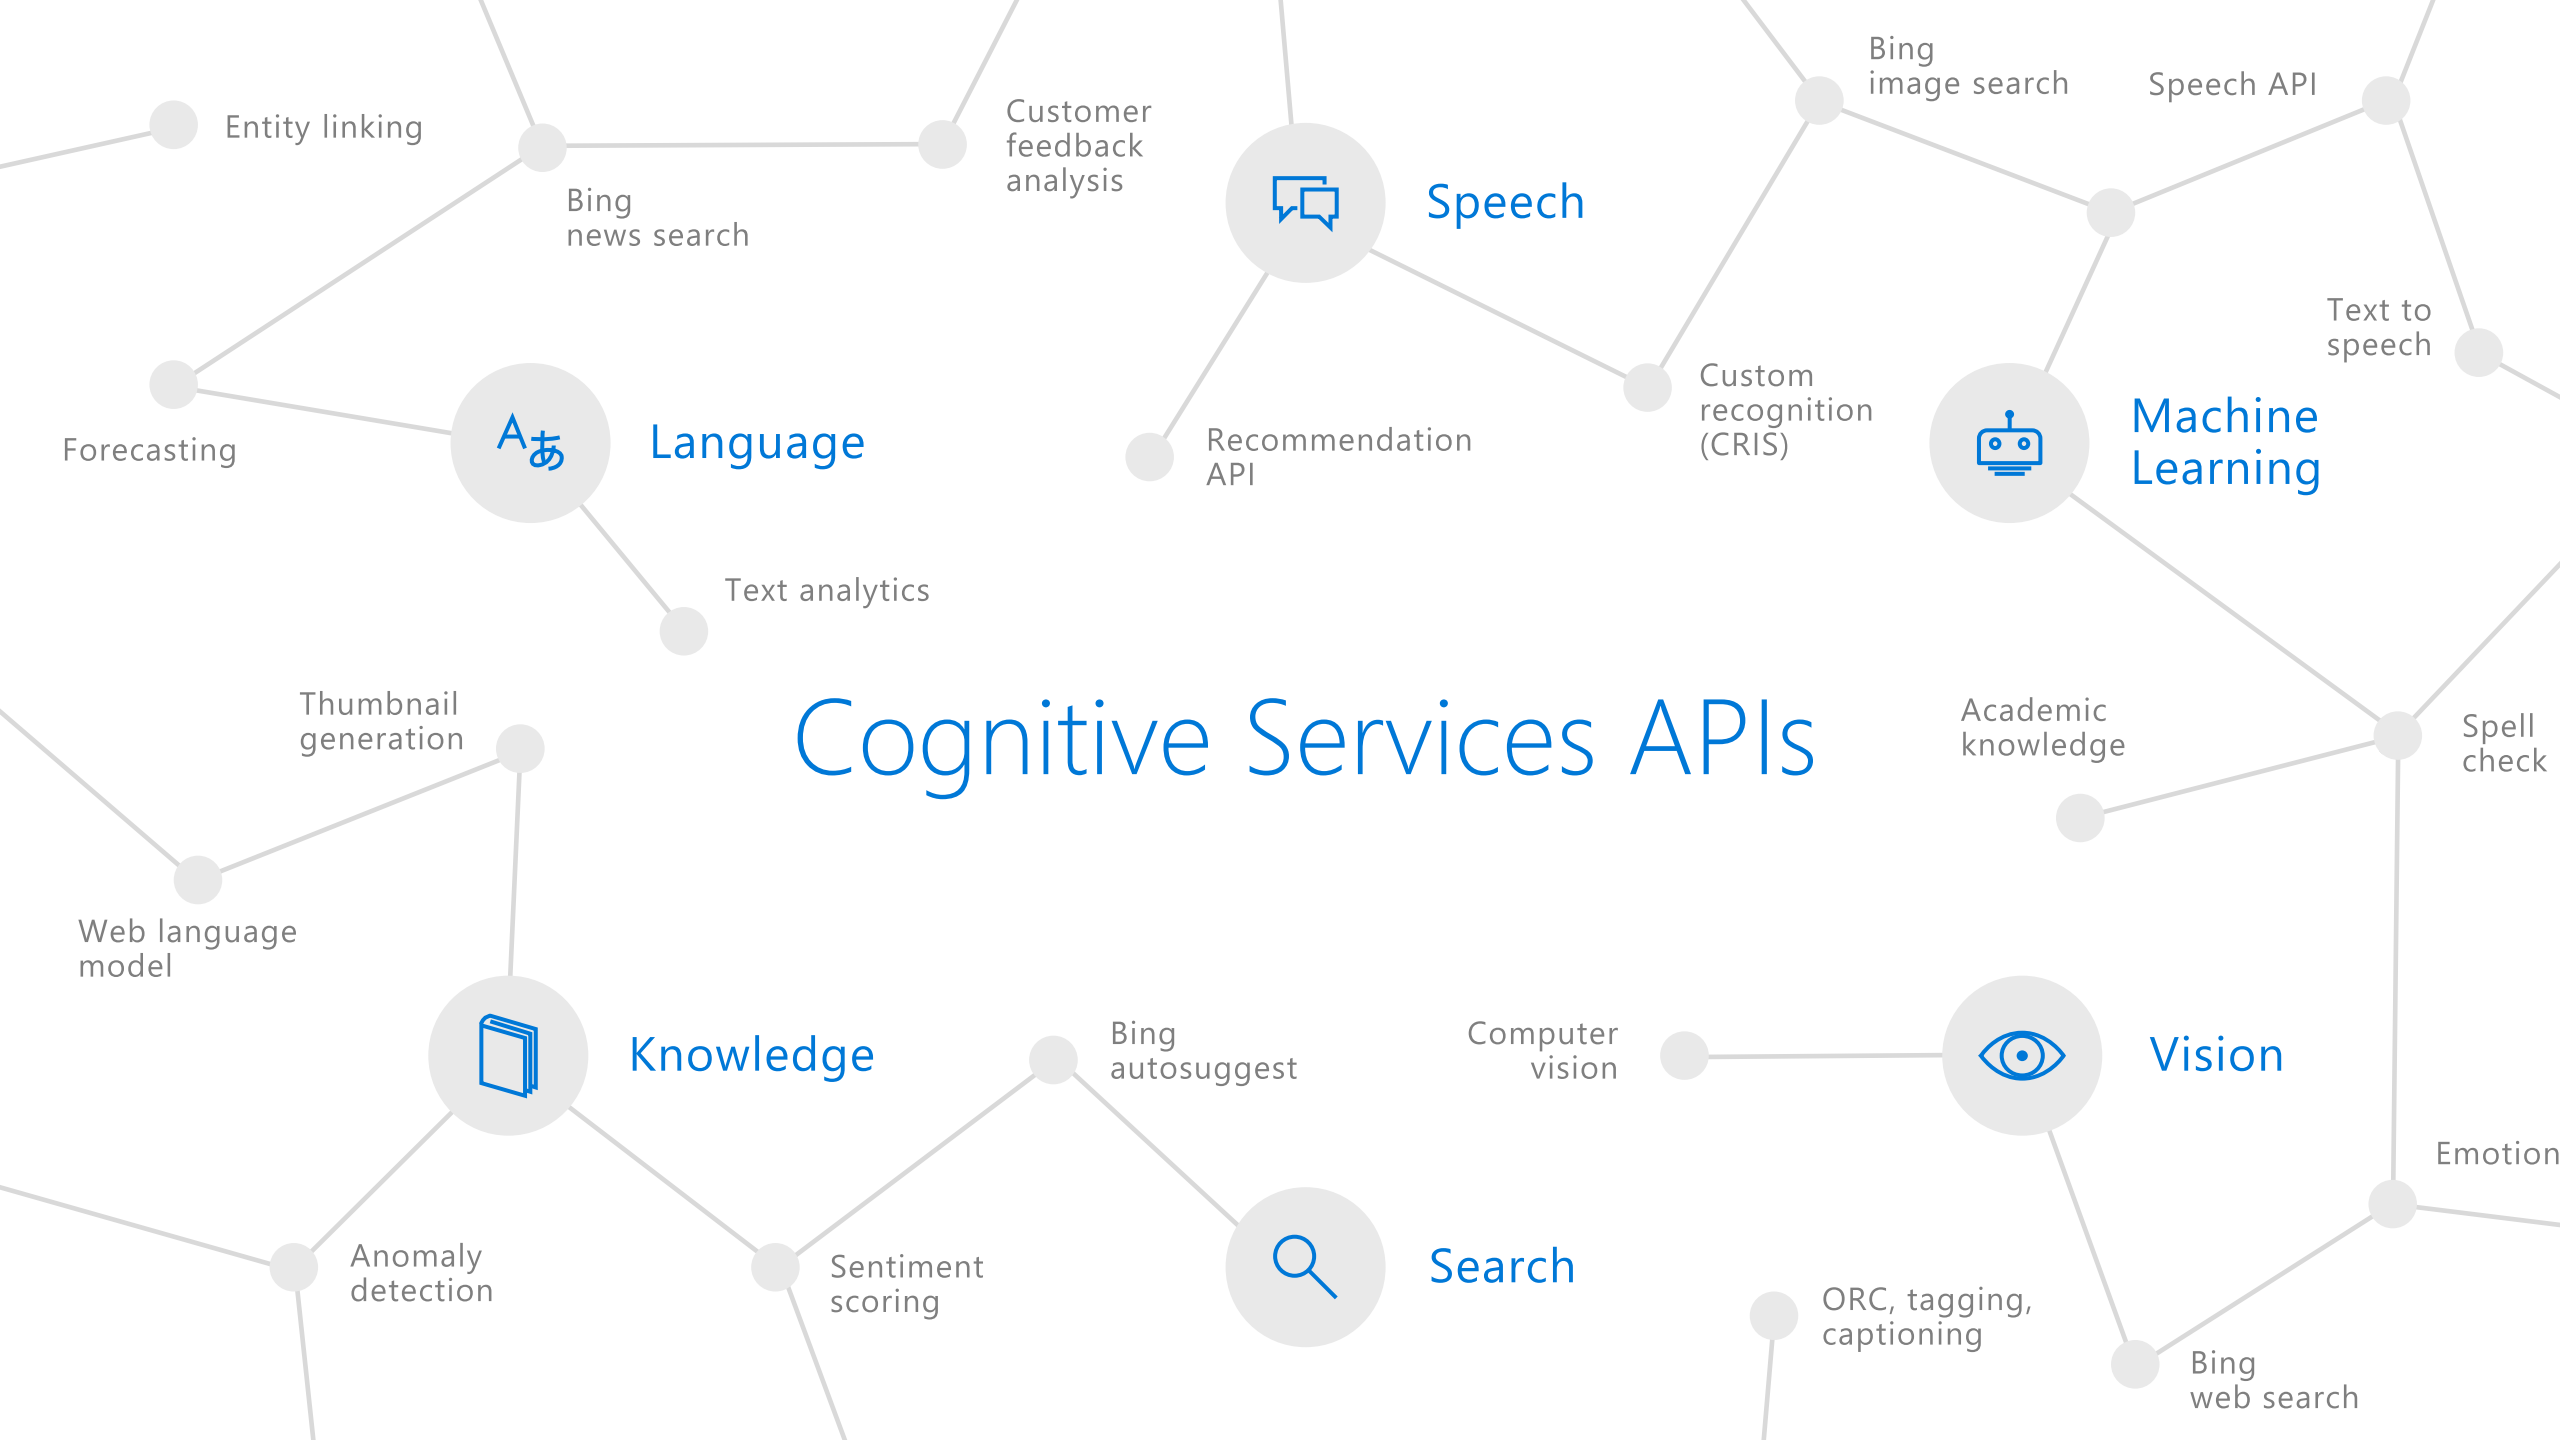 Bing
image search
Speech API
Entity linking
Customer
feedback
analysis
Bing
news search
Speech
Text to
speech
Custom
recognition
(CRIS)
Machine
Learning
Forecasting
Aあ
Language
Recommendation
API
Text analytics
Thumbnail
generation
Cognitive Services APIs
Academic
knowledge
Spell
check
Web language
model
Knowledge
Bing
autosuggest
Computer
vision
Vision
Emotion
Anomaly
detection
Sentiment
scoring
Search
ORC, tagging,
captioning
Bing
web search